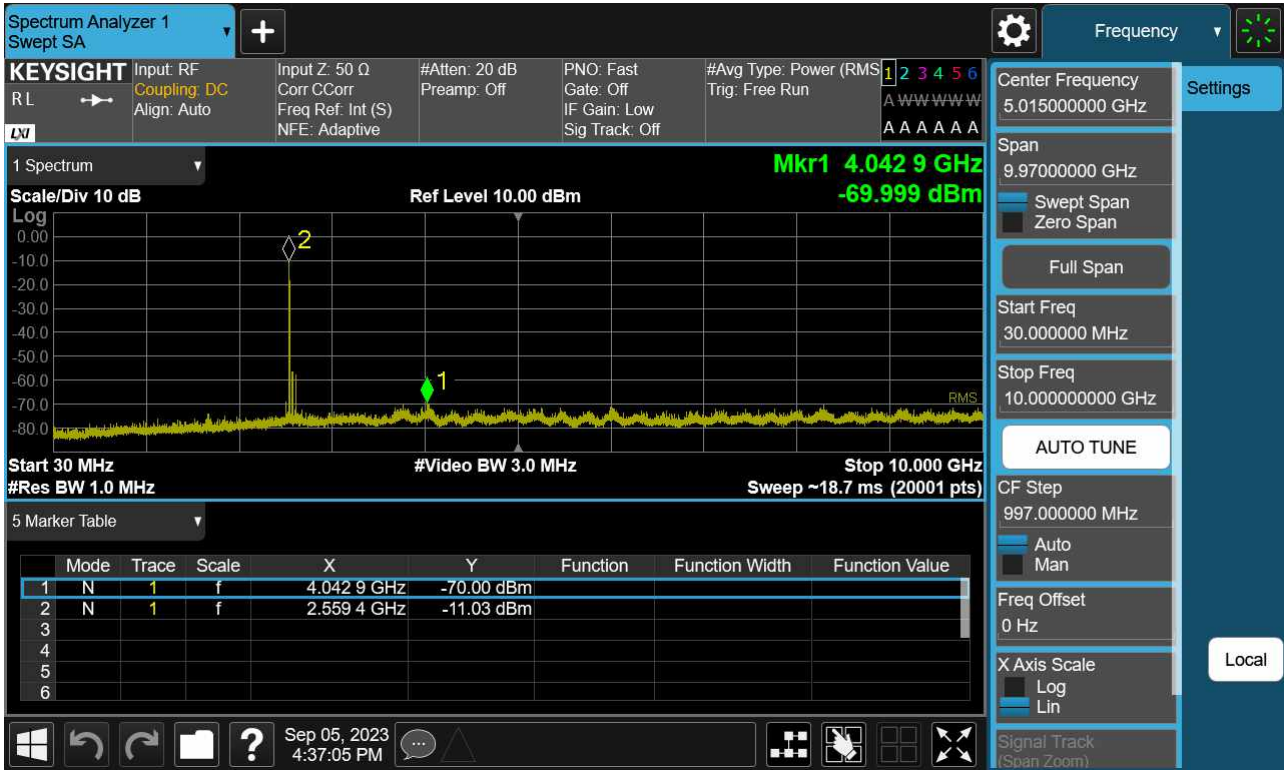 Spectrum Analyzer 1
Swept SA
+
Frequency
KEYSIGHT
R L
LXI
Input: RF
Coupling: DC
Align: Auto
Input Z: 50 Ω
Corr CCorr
Freq Ref: Int (S)
NFE: Adaptive
#Atten: 20 dB
Preamp: Off
PNO: Fast
Gate: Off
IF Gain: Low
Sig Track: Off
#Avg Type: Power (RMS
Trig: Free Run
1 2 3 4 5 6
A W W W W W
A A A A A A
1 Spectrum
Mkr1 4.042 9 GHz
-69.999 dBm
Scale/Div 10 dB
Ref Level 10.00 dBm
Log
0.00
-10.0
-20.0
-30.0
-40.0
-50.0
-60.0
-70.0
-80.0
2
1
RMS
Start 30 MHz
#Video BW 3.0 MHz
Stop 10.000 GHz
#Res BW 1.0 MHz
Sweep ~18.7 ms (20001 pts)
5 Marker Table
Mode Trace Scale X Y Function Function Width Function Value
1 N 1 f 4.042 9 GHz -70.00 dBm
2 N 1 f 2.559 4 GHz -11.03 dBm
3
4
5
6
?
Sep 05, 2023
4:37:05 PM
Center Frequency
5.015000000 GHz
Settings
Span
9.97000000 GHz
Swept Span
Zero Span
Full Span
Start Freq
30.000000 MHz
Stop Freq
10.000000000 GHz
AUTO TUNE
CF Step
997.000000 MHz
Auto
Man
Freq Offset
0 Hz
X Axis Scale
Log
Lin
Local
Signal Track
(Span Zoom)